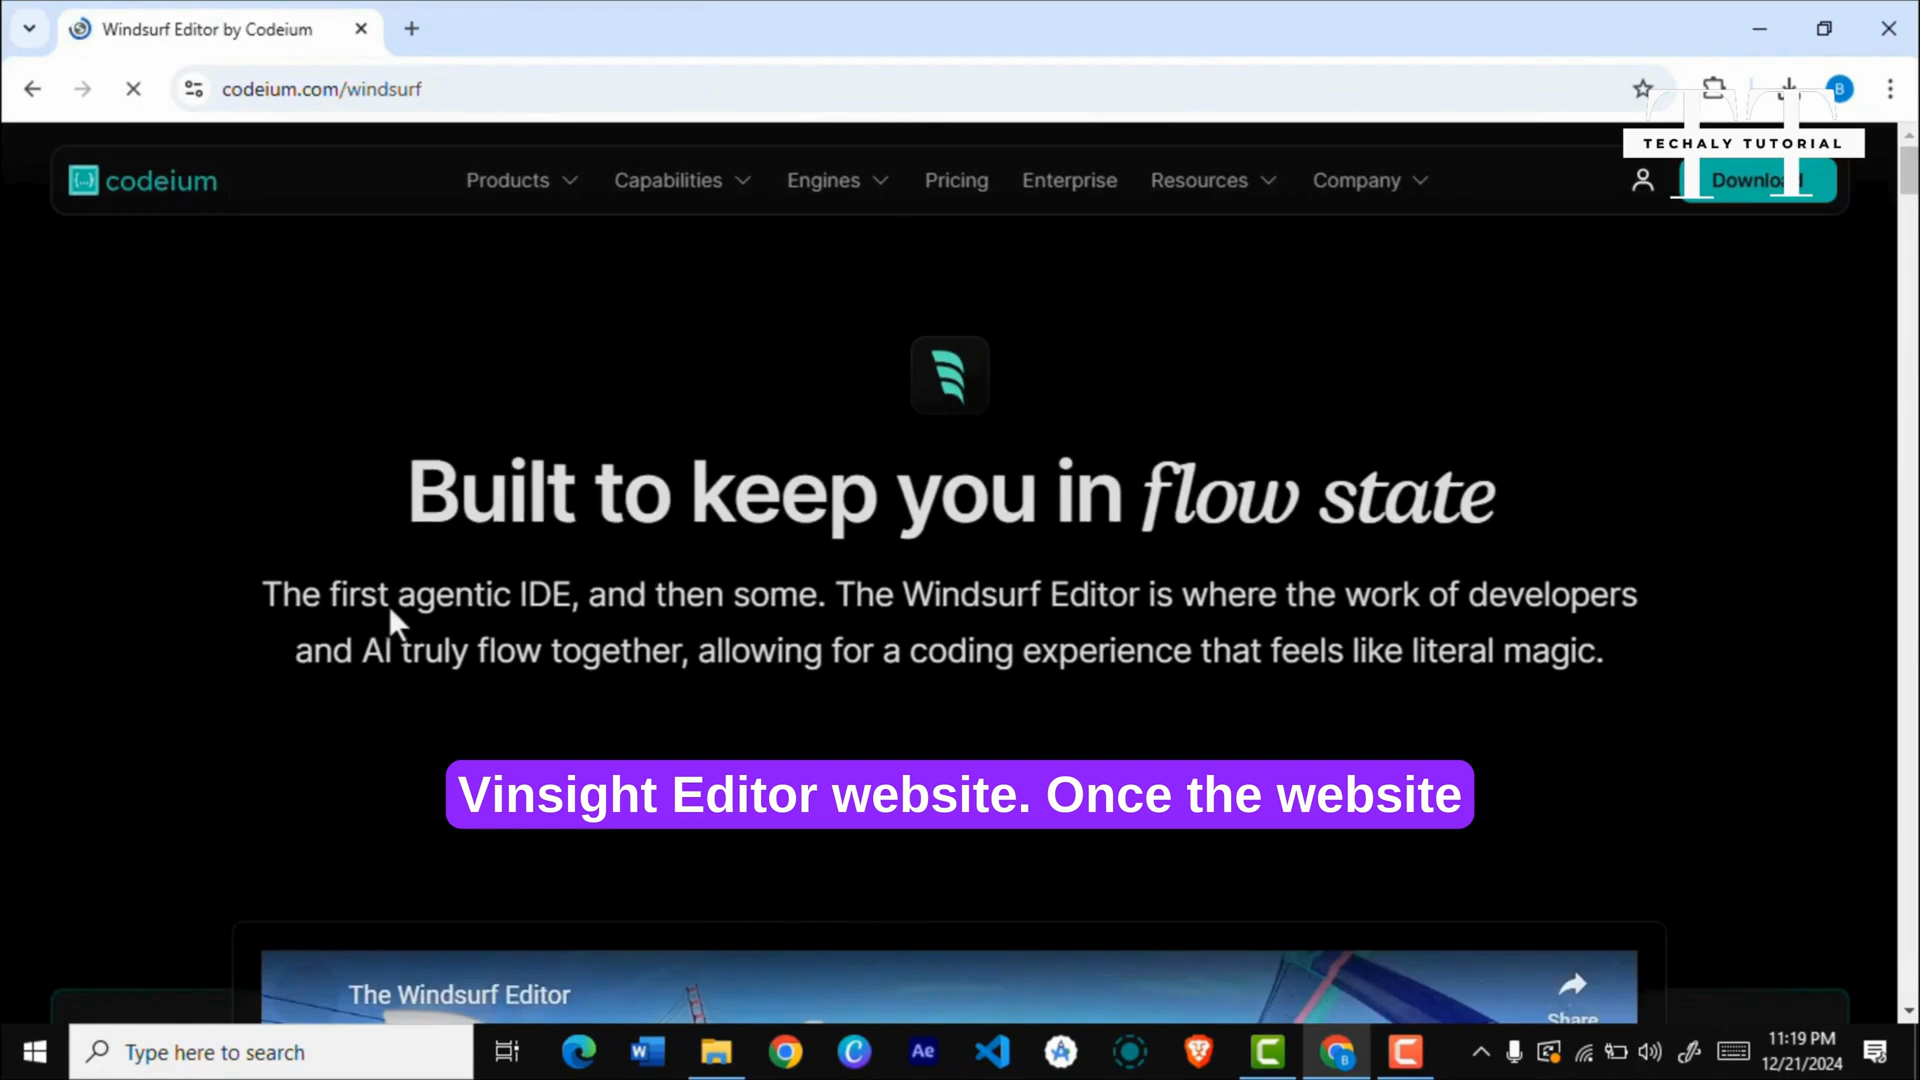 Windsurf Editor by Codeium
codeium.com/windsurf
B
TECHALY TUTORIAL
codeium
Products
Capabilities
Engines
Pricing
Enterprise
Resources
Company
Download
Built to keep you in flow state
The first agentic IDE, and then some. The Windsurf Editor is where the work of developers
and AI truly flow together, allowing for a coding experience that feels like literal magic.
Vinsight Editor website. Once the website
The Windsurf Editor
Share
Type here to search
Ae
11:19 PM
12/21/2024